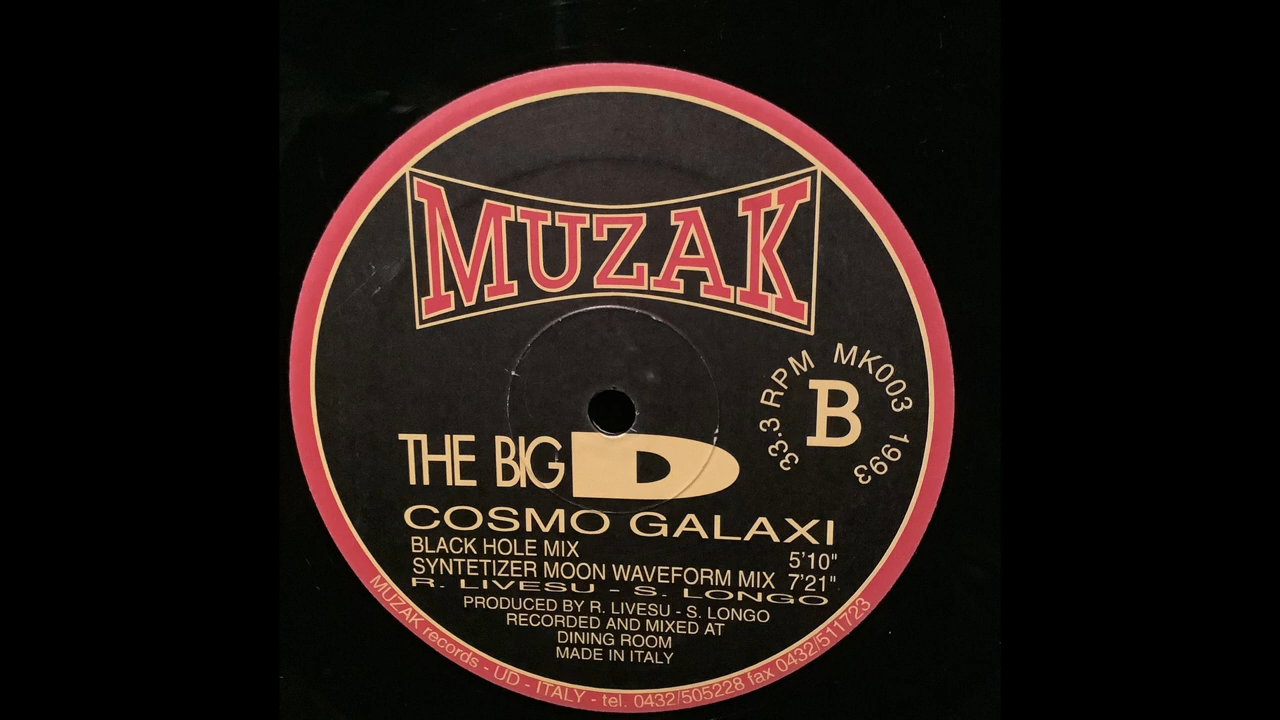 MUZAK
33.3 RPM MK003 1993
B
THE BIG D
COSMO GALAXI
BLACK HOLE MIX 5'10"
SYNTETIZER MOON WAVEFORM MIX 7'21"
R. LIVESU - S. LONGO
PRODUCED BY R. LIVESU - S. LONGO
RECORDED AND MIXED AT
DINING ROOM
MADE IN ITALY
MUZAK records - UD - ITALY - tel. 0432/505228 fax 0432/511723